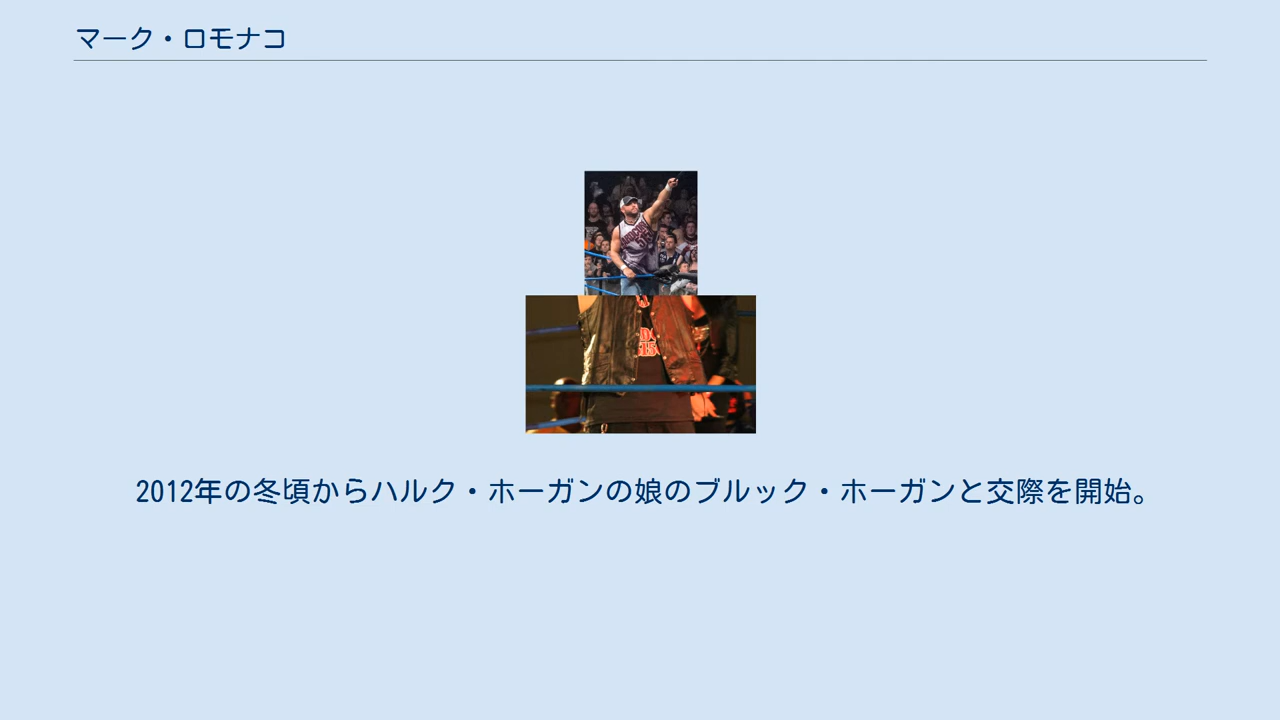 マーク・ロモナコ
2012年の冬頃からハルク・ホーガンの娘のブルック・ホーガンと交際を開始。